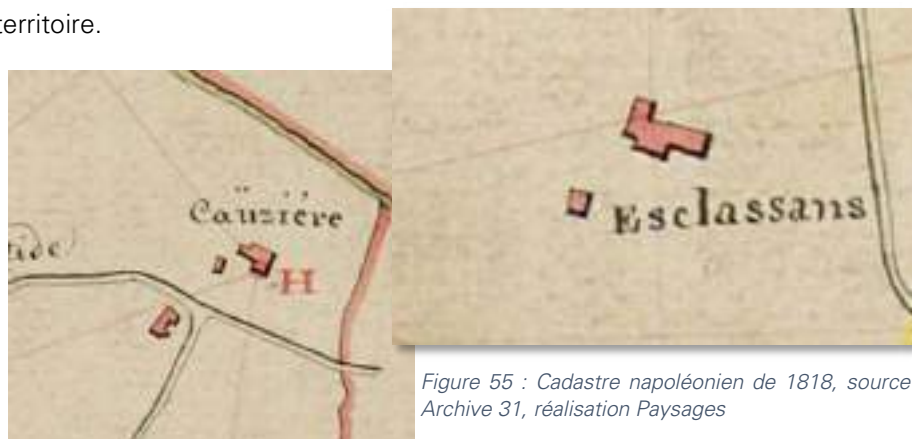 territoire.
Caüzière
H
Esclassans
Figure 55 : Cadastre napoléonien de 1818, source
Archive 31, réalisation Paysages